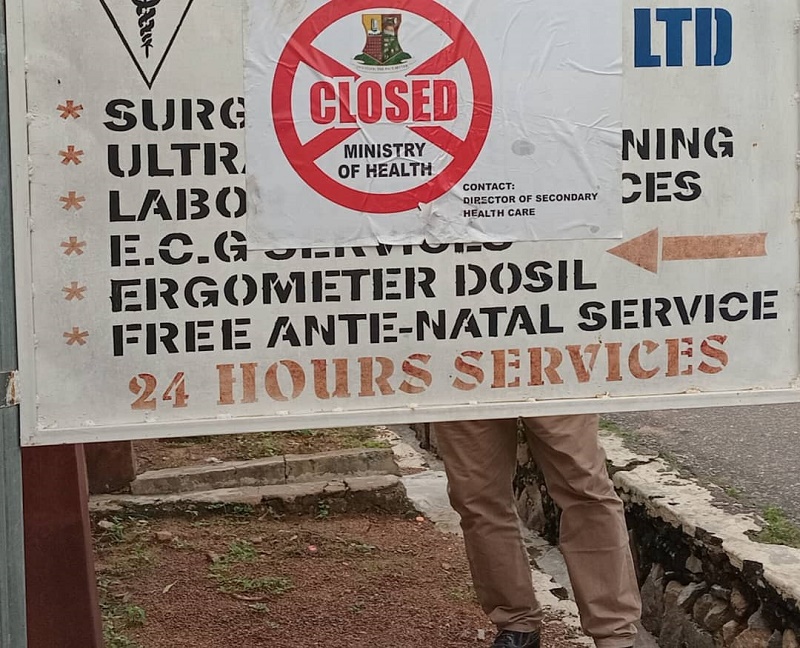 LTD
CLOSED
MINISTRY
OF HEALTH
CONTACT:
DIRECTOR OF SECONDARY
HEALTH CARE
* SURG
* ULTRA NING
* LABO CES
* E.C.G SERVICES
* ERGOMETER DOSIL
* FREE ANTE-NATAL SERVICE
24 HOURS SERVICES